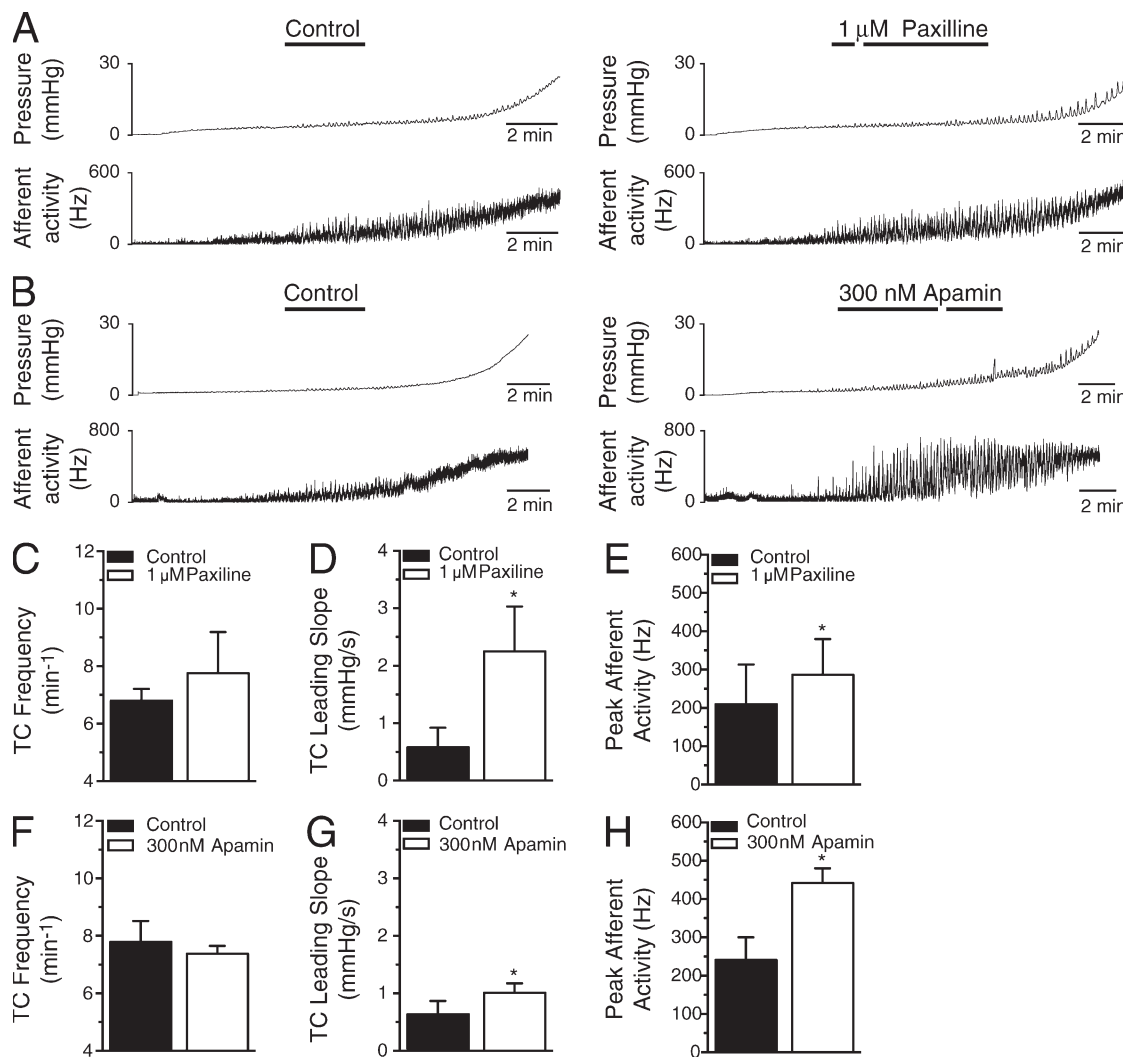 A
Control
1 μM Paxilline
Pressure
(mmHg)
30
0
2 min
Pressure
(mmHg)
30
0
2 min
Afferent
activity
(Hz)
600
0
2 min
Afferent
activity
(Hz)
600
0
2 min
B
Control
300 nM Apamin
Pressure
(mmHg)
30
0
2 min
Pressure
(mmHg)
30
0
2 min
Afferent
activity
(Hz)
800
0
2 min
Afferent
activity
(Hz)
800
0
2 min
C
Control
1 μMPaxiline
TC Frequency
(min-1)
12
10
8
6
4
D
Control
1 μMPaxiline
TC Leading Slope
(mmHg/s)
4
3
2
1
0
*
E
Control
1 μMPaxiline
Peak Afferent
Activity (Hz)
600
500
400
300
200
100
0
*
F
Control
300nM Apamin
TC Frequency
(min-1)
12
10
8
6
4
G
Control
300nM Apamin
TC Leading Slope
(mmHg/s)
4
3
2
1
0
*
H
Control
300nM Apamin
Peak Afferent
Activity (Hz)
600
500
400
300
200
100
0
*